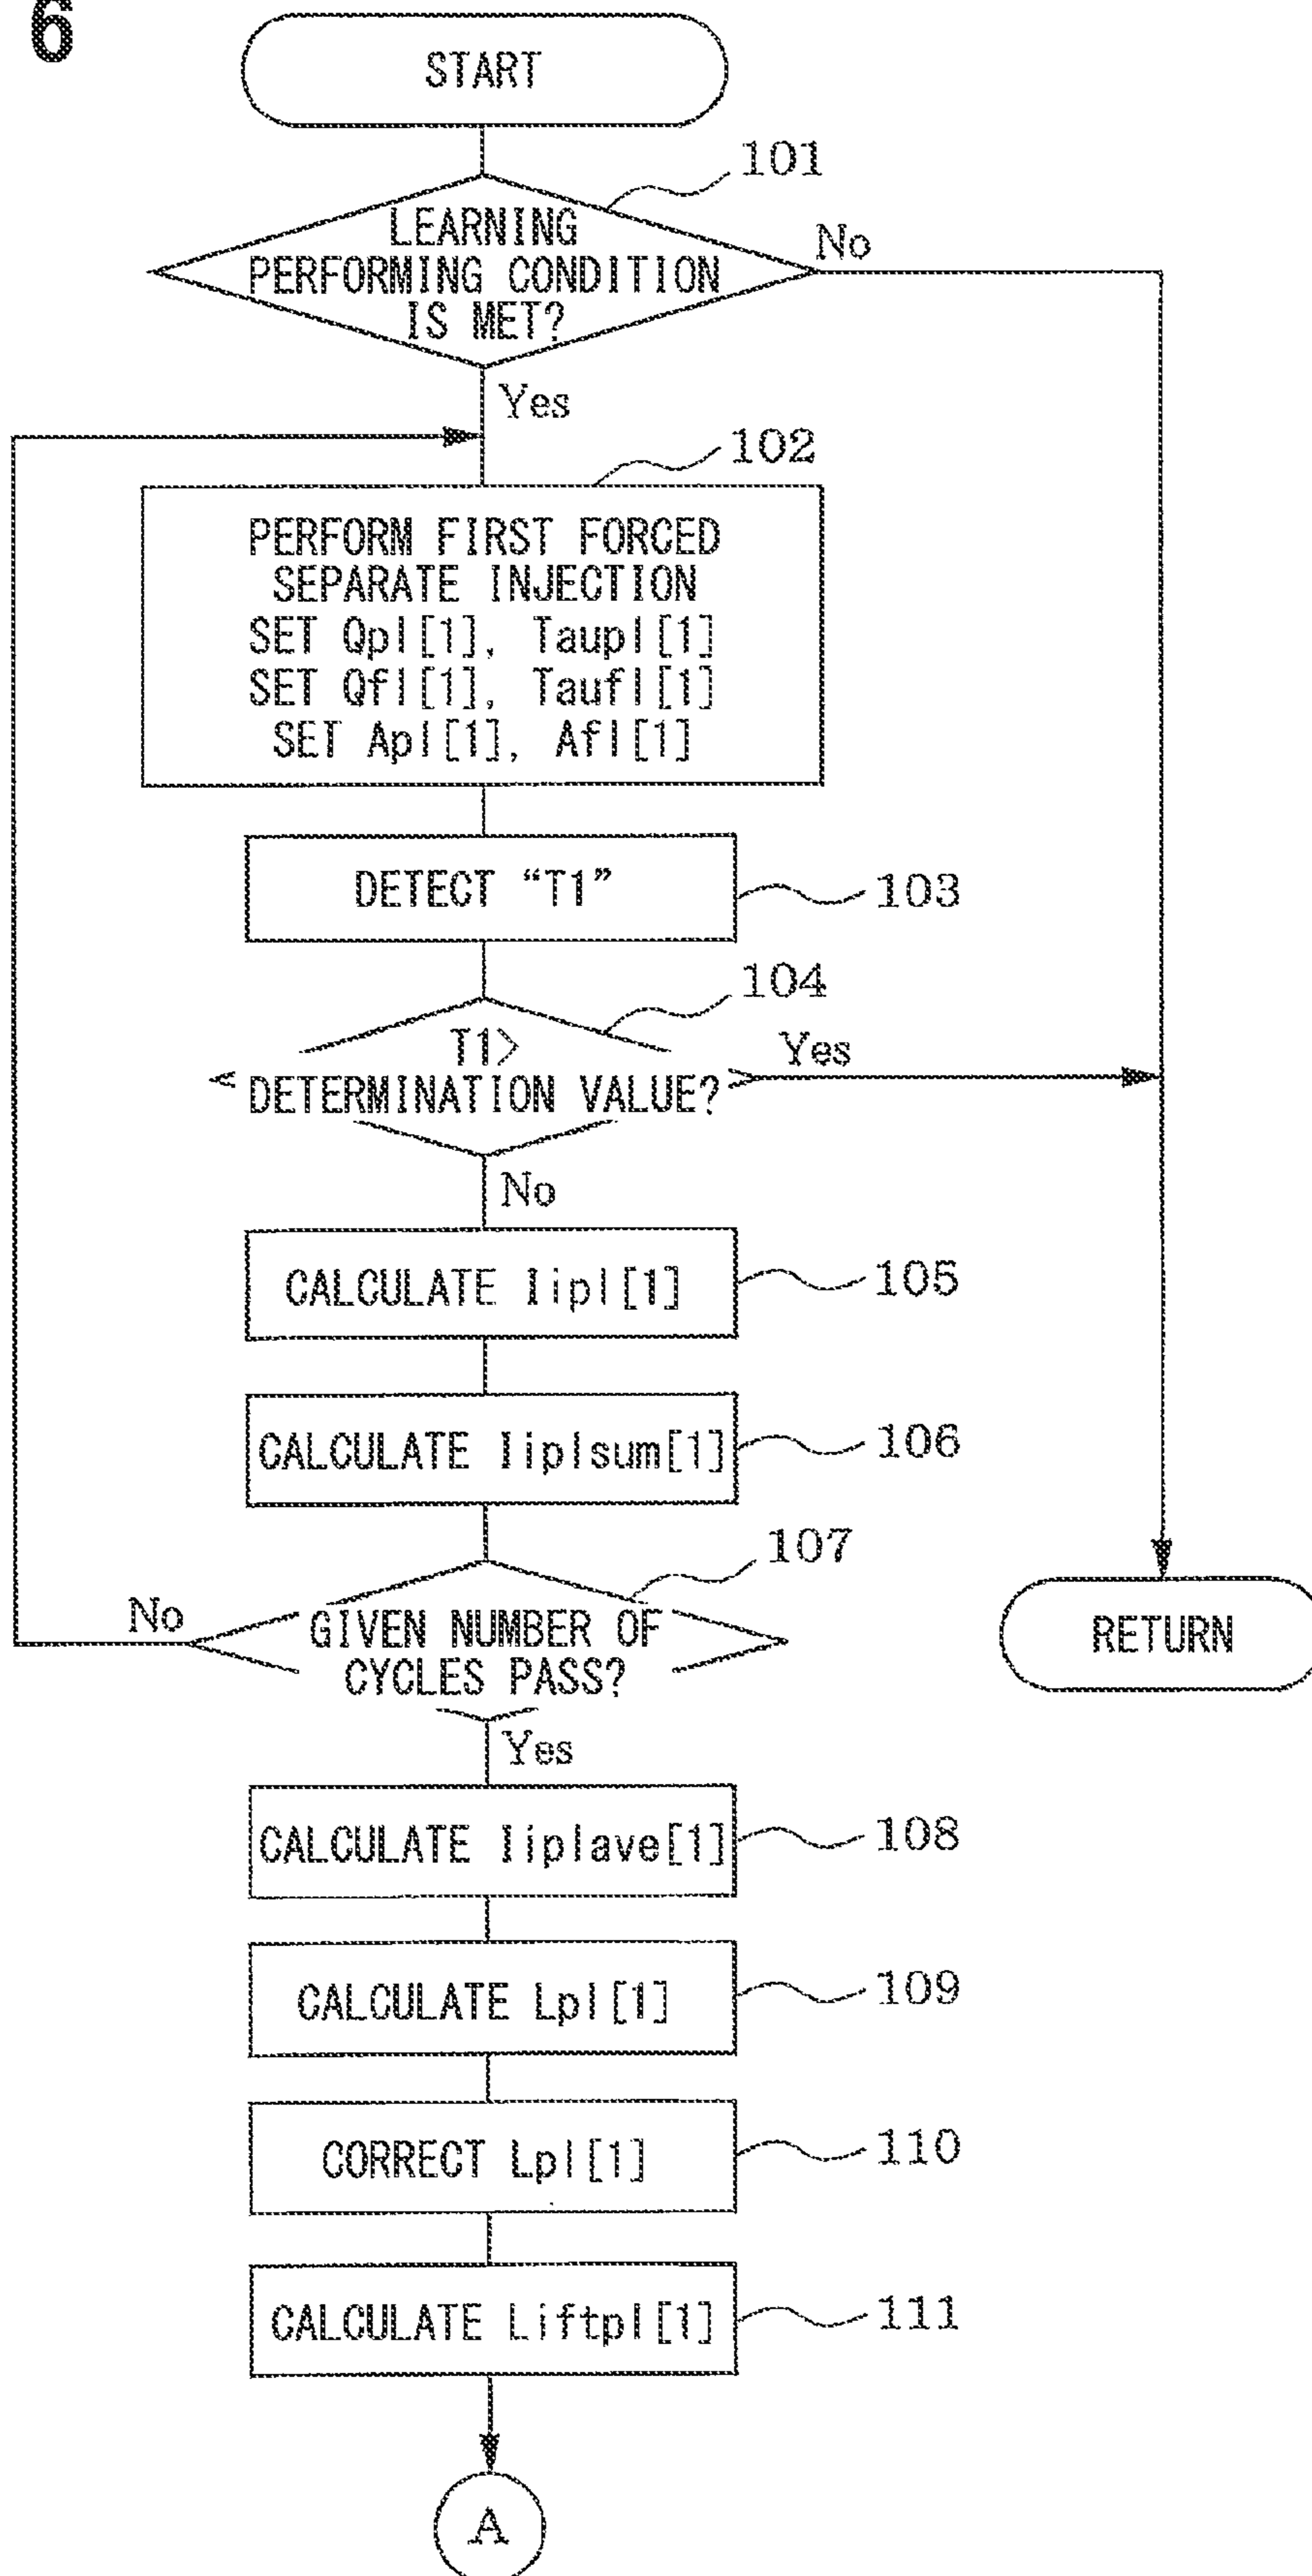 6
START
101
LEARNING
PERFORMING CONDITION
IS MET?
No
Yes
102
PERFORM FIRST FORCED
SEPARATE INJECTION
SET Qpl[1], Taupl[1]
SET Qfl[1], Taufl[1]
SET Apl[1], Afl[1]
DETECT “T1”
103
104
T1>
DETERMINATION VALUE?
Yes
No
CALCULATE Iipl[1]
105
CALCULATE Iiplsum[1]
106
107
GIVEN NUMBER OF
CYCLES PASS?
No
RETURN
Yes
CALCULATE Iiplave[1]
108
CALCULATE Lpl[1]
109
CORRECT Lpl[1]
110
CALCULATE Liftpl[1]
111
A